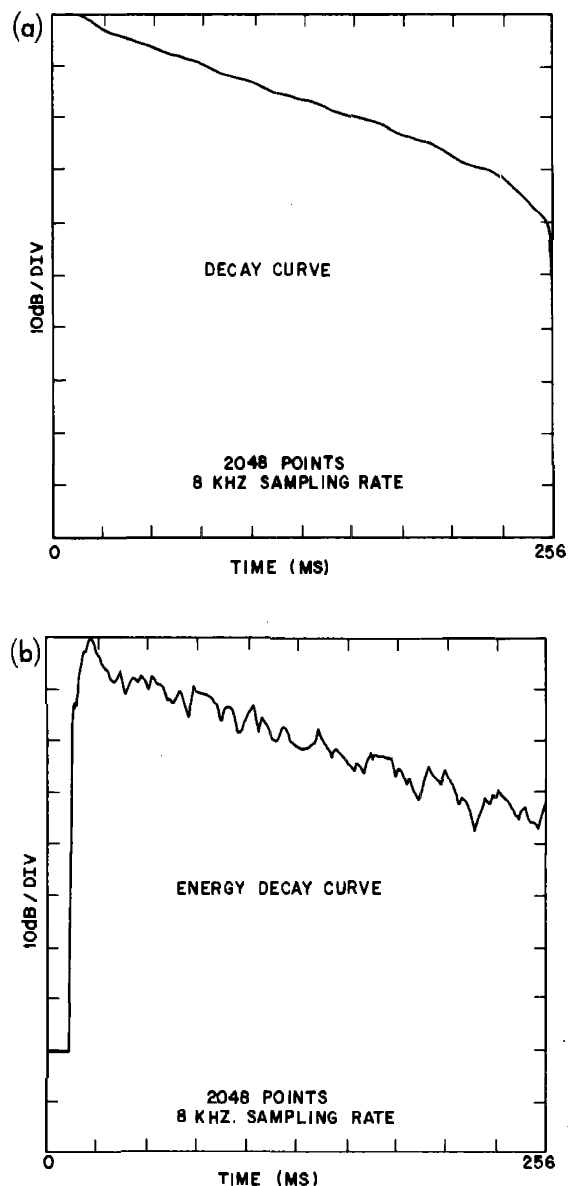 (a)
10dB/DIV
DECAY CURVE
2048 POINTS
8 KHZ SAMPLING RATE
0
256
TIME (MS)
(b)
10dB/DIV
ENERGY DECAY CURVE
2048 POINTS
8 KHZ. SAMPLING RATE
0
256
TIME (MS)